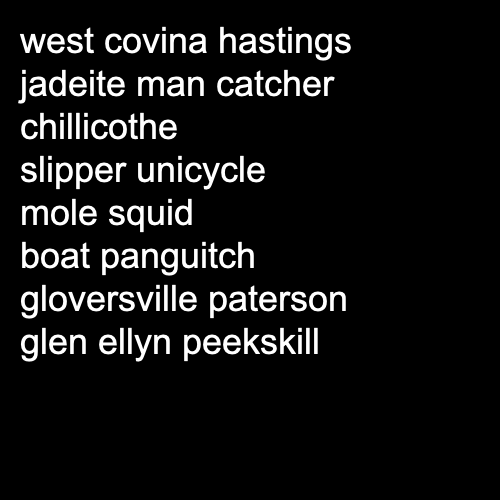 west covina hastings
jadeite man catcher
chillicothe
slipper unicycle
mole squid
boat panguitch
gloversville paterson
glen ellyn peekskill